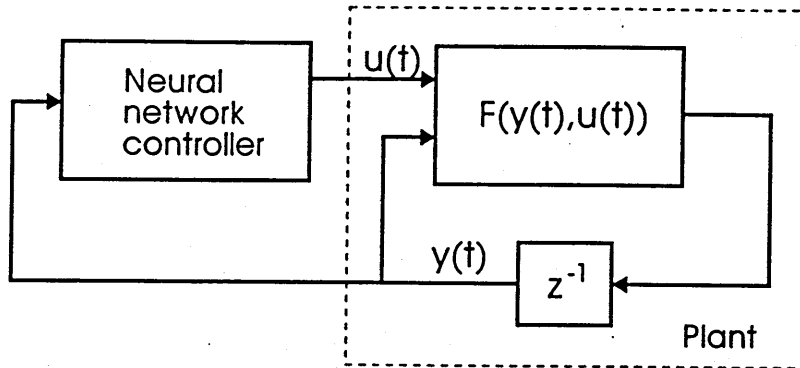 Neural
network
controller
u(t)
F(y(t),u(t))
y(t)
z⁻¹
Plant